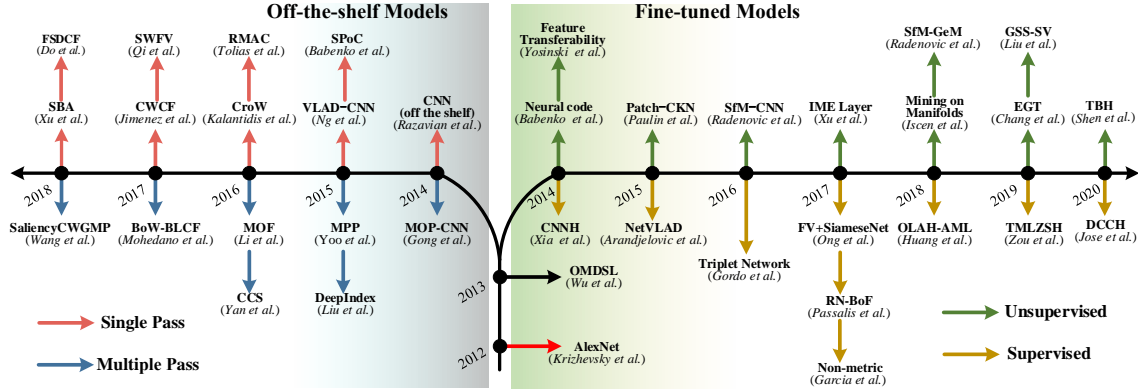 Off-the-shelf Models
Fine-tuned Models
FSDCF
(Do et al.)
SWFV
(Qi et al.)
RMAC
(Tolias et al.)
SPoC
(Babenko et al.)
Feature
Transferability
(Yosinski et al.)
SfM-GeM
(Radenovic et al.)
GSS-SV
(Liu et al.)
SBA
(Xu et al.)
CWCF
(Jimenez et al.)
CroW
(Kalantidis et al.)
VLAD-CNN
(Ng et al.)
CNN
(off the shelf)
(Razavian et al.)
Neural code
(Babenko et al.)
Patch-CKN
(Paulin et al.)
SfM-CNN
(Radenovic et al.)
IME Layer
(Xu et al.)
Mining on
Manifolds
(Iscen et al.)
EGT
(Chang et al.)
TBH
(Shen et al.)
2018
2017
2016
2015
2014
2014
2015
2016
2017
2018
2019
2020
SaliencyCWGMP
(Wang et al.)
BoW-BLCF
(Mohedano et al.)
MOF
(Li et al.)
MPP
(Yoo et al.)
MOP-CNN
(Gong et al.)
CNNH
(Xia et al.)
NetVLAD
(Arandjelovic et al.)
Triplet Network
(Gordo et al.)
FV+SiameseNet
(Ong et al.)
OLAH-AML
(Huang et al.)
TMLZSH
(Zou et al.)
DCCH
(Jose et al.)
2013
OMDSL
(Wu et al.)
CCS
(Yan et al.)
DeepIndex
(Liu et al.)
RN-BoF
(Passalis et al.)
Single Pass
Unsupervised
2012
AlexNet
(Krizhevsky et al.)
Multiple Pass
Supervised
Non-metric
(Garcia et al.)